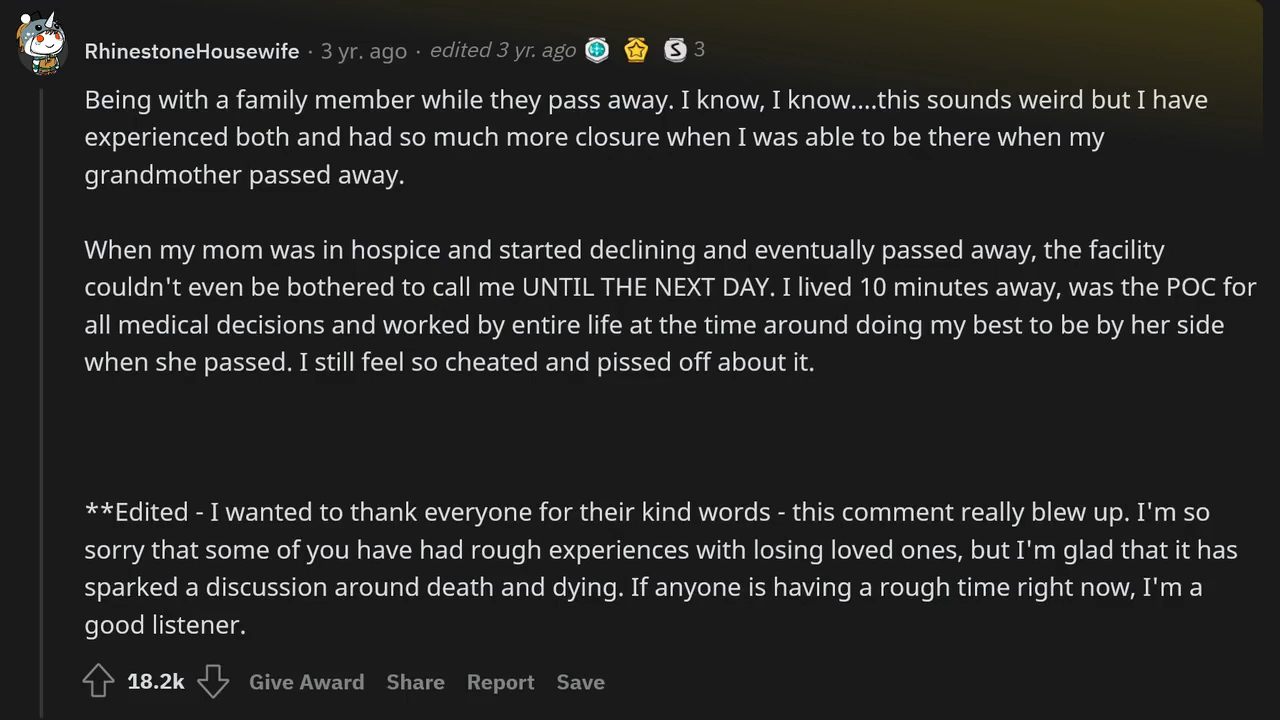 RhinestoneHousewife · 3 yr. ago · edited 3 yr. ago S 3
Being with a family member while they pass away. I know, I know....this sounds weird but I have
experienced both and had so much more closure when I was able to be there when my
grandmother passed away.
When my mom was in hospice and started declining and eventually passed away, the facility
couldn't even be bothered to call me UNTIL THE NEXT DAY. I lived 10 minutes away, was the POC for
all medical decisions and worked by entire life at the time around doing my best to be by her side
when she passed. I still feel so cheated and pissed off about it.
**Edited - I wanted to thank everyone for their kind words - this comment really blew up. I'm so
sorry that some of you have had rough experiences with losing loved ones, but I'm glad that it has
sparked a discussion around death and dying. If anyone is having a rough time right now, I'm a
good listener.
18.2k Give Award Share Report Save